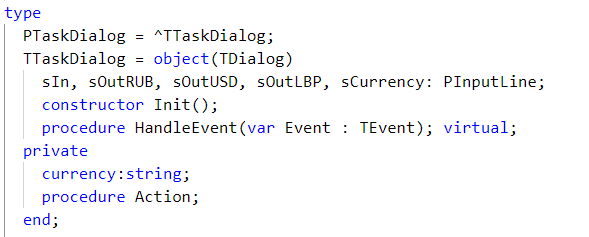 type
  PTaskDialog = ^TTaskDialog;
  TTaskDialog = object(TDialog)
    sIn, sOutRUB, sOutUSD, sOutLBP, sCurrency: PInputLine;
    constructor Init();
    procedure HandleEvent(var Event : TEvent); virtual;
  private
    currency:string;
    procedure Action;
  end;